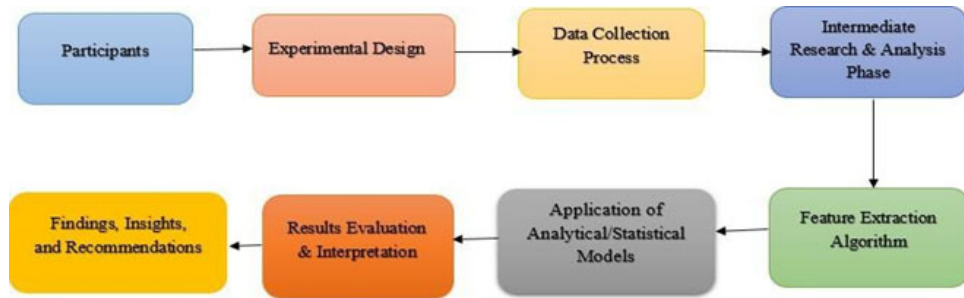 Participants
Experimental Design
Data Collection
Process
Intermediate
Research & Analysis
Phase
Feature Extraction
Algorithm
Application of
Analytical/Statistical
Models
Results Evaluation
& Interpretation
Findings, Insights,
and Recommendations